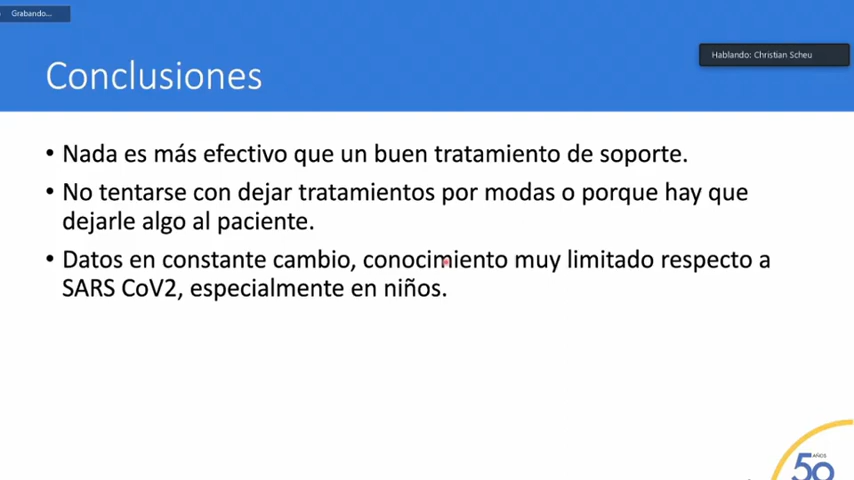 Grabando...
Hablando: Christian Scheu
Conclusiones
• Nada es más efectivo que un buen tratamiento de soporte.
• No tentarse con dejar tratamientos por modas o porque hay que
dejarle algo al paciente.
• Datos en constante cambio, conocimiento muy limitado respecto a
SARS CoV2, especialmente en niños.
AÑOS
50